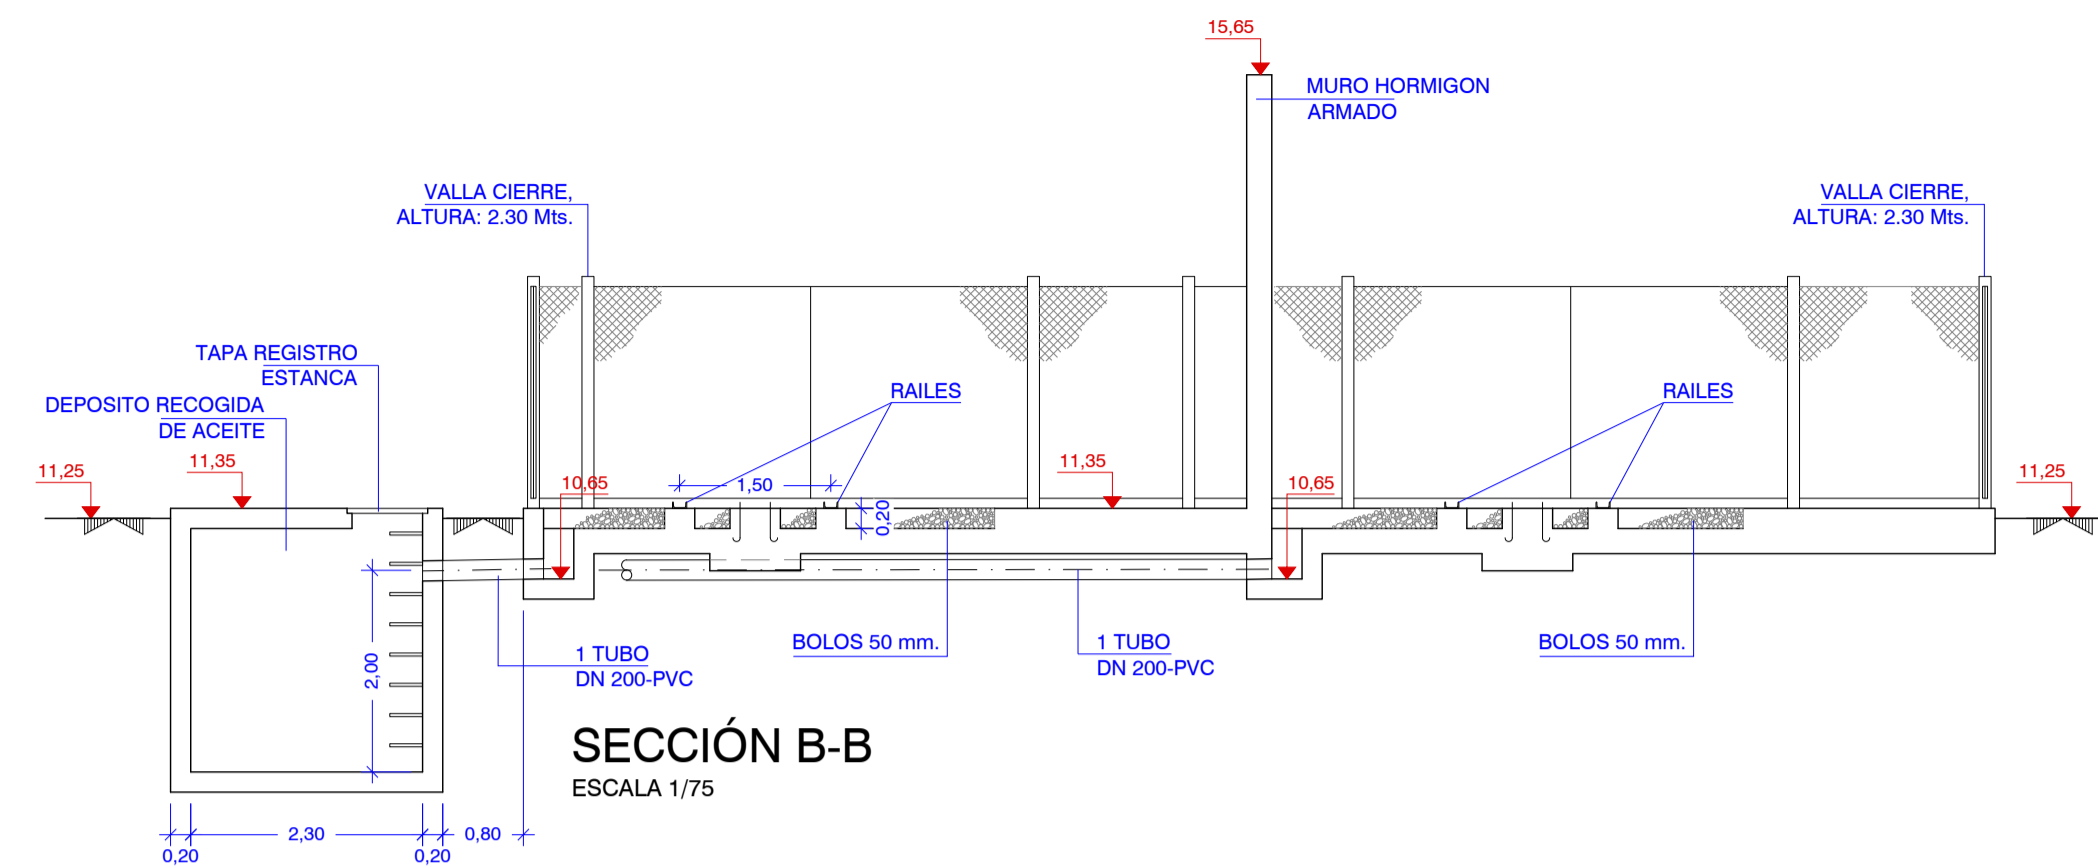 15,65
MURO HORMIGON
ARMADO
VALLA CIERRE,
ALTURA: 2.30 Mts.
VALLA CIERRE,
ALTURA: 2.30 Mts.
TAPA REGISTRO
ESTANCA
DEPOSITO RECOGIDA
DE ACEITE
RAILES
RAILES
11,25
11,35
10,65
1,50
11,35
10,65
11,25
0,20
BOLOS 50 mm.
1 TUBO
DN 200-PVC
BOLOS 50 mm.
1 TUBO
DN 200-PVC
2,00
SECCIÓN B-B
ESCALA 1/75
2,30
0,80
0,20
0,20